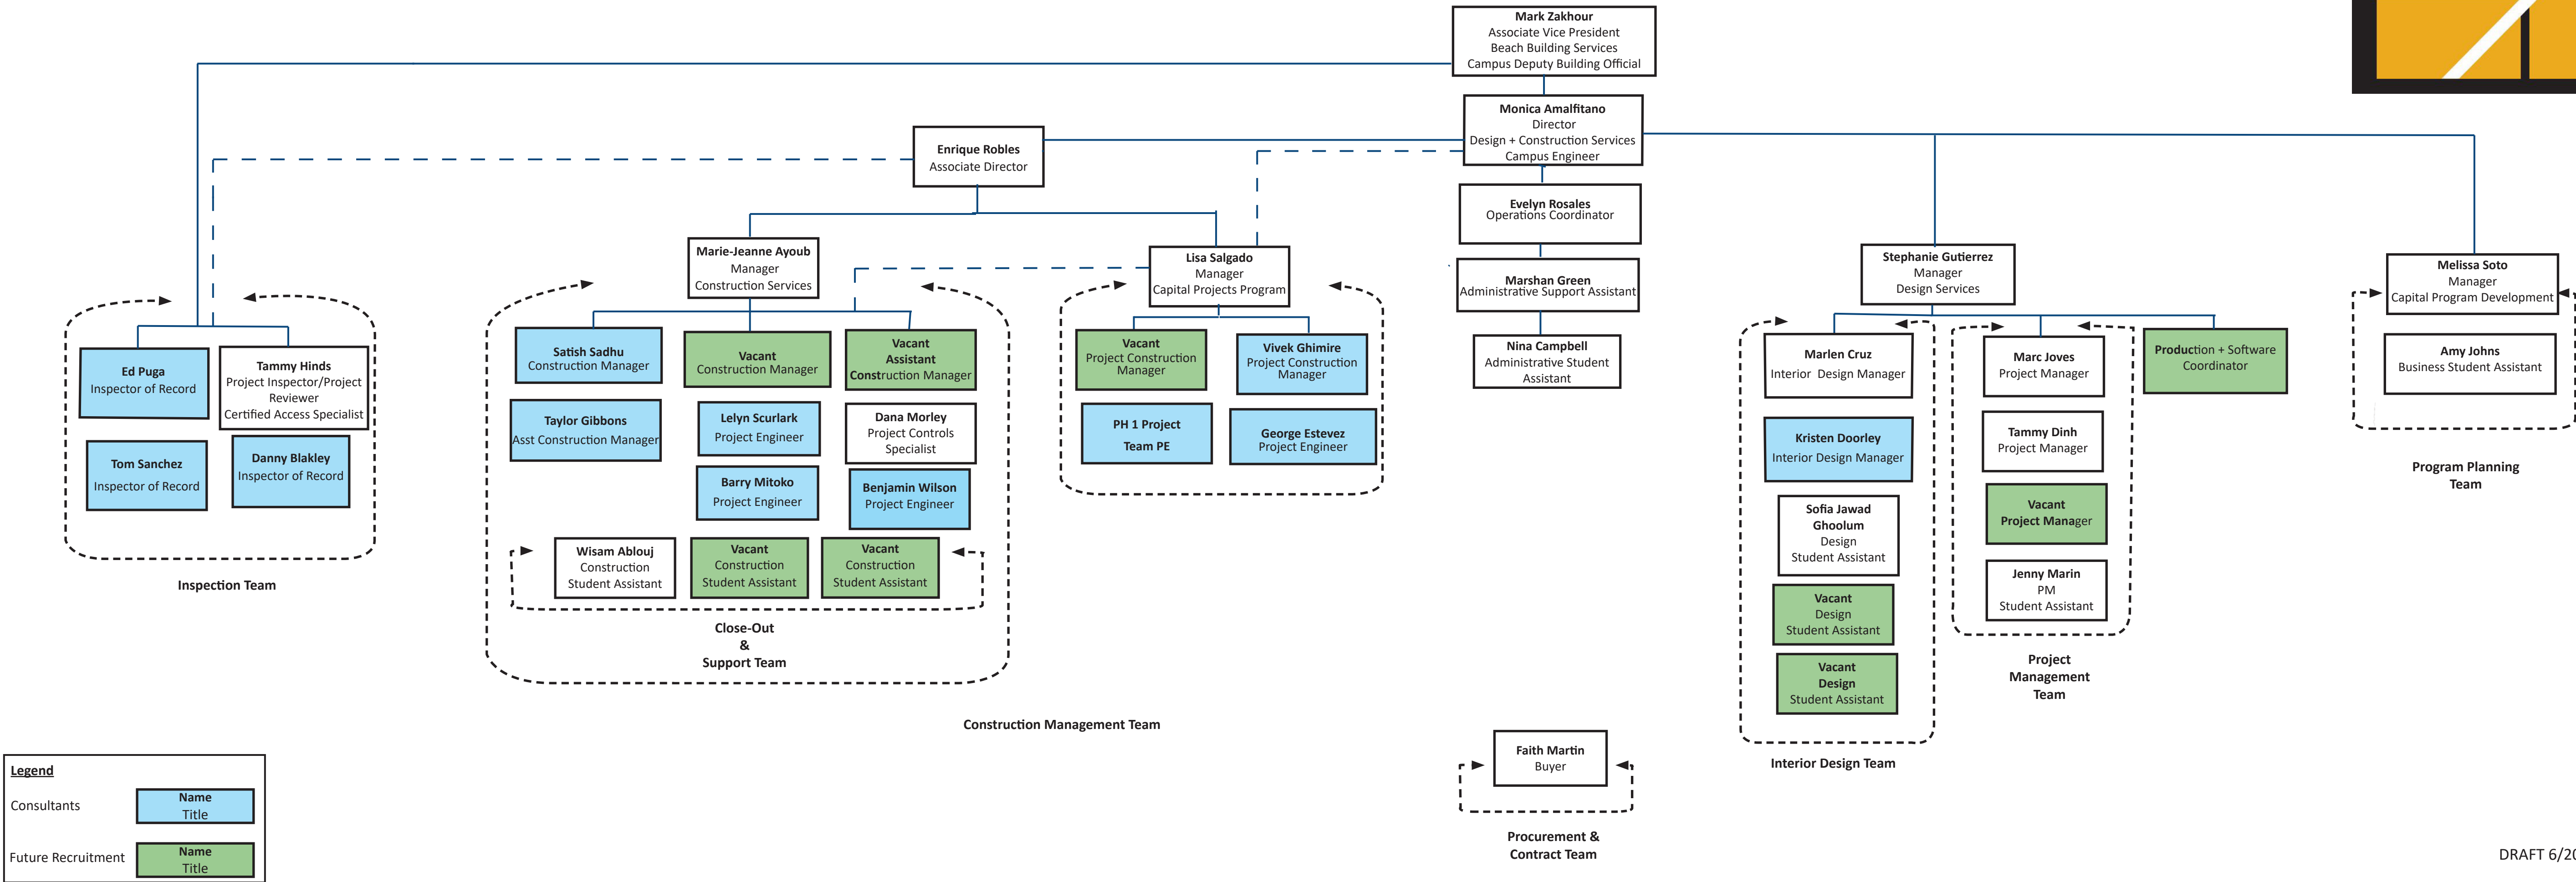 Mark Zakhour
Associate Vice President
Beach Building Services
Campus Deputy Building Official
Monica Amalfitano
Director
Design + Construction Services
Campus Engineer
Enrique Robles
Associate Director
Evelyn Rosales
Operations Coordinator
Marshan Green
Administrative Support Assistant
Nina Campbell
Administrative Student
Assistant
Marie-Jeanne Ayoub
Manager
Construction Services
Lisa Salgado
Manager
Capital Projects Program
Stephanie Gutierrez
Manager
Design Services
Melissa Soto
Manager
Capital Program Development
Ed Puga
Inspector of Record
Tammy Hinds
Project Inspector/Project
Reviewer
Certified Access Specialist
Tom Sanchez
Inspector of Record
Danny Blakley
Inspector of Record
Inspection Team
Satish Sadhu
Construction Manager
Vacant
Construction Manager
Vacant
Assistant
Construction Manager
Taylor Gibbons
Asst Construction Manager
Lelyn Scurlark
Project Engineer
Dana Morley
Project Controls
Specialist
Barry Mitoko
Project Engineer
Benjamin Wilson
Project Engineer
Wisam Ablouj
Construction
Student Assistant
Vacant
Construction
Student Assistant
Vacant
Construction
Student Assistant
Close-Out
&
Support Team
Vacant
Project Construction
Manager
Vivek Ghimire
Project Construction
Manager
PH 1 Project
Team PE
George Estevez
Project Engineer
Construction Management Team
Marlen Cruz
Interior Design Manager
Kristen Doorley
Interior Design Manager
Sofia Jawad
Ghoolum
Design
Student Assistant
Vacant
Design
Student Assistant
Vacant
Design
Student Assistant
Interior Design Team
Marc Joves
Project Manager
Tammy Dinh
Project Manager
Vacant
Project Manager
Jenny Marin
PM
Student Assistant
Project
Management
Team
Production + Software
Coordinator
Amy Johns
Business Student Assistant
Program Planning
Team
Faith Martin
Buyer
Procurement &
Contract Team
Legend
Consultants
Name
Title
Future Recruitment
Name
Title
DRAFT 6/20